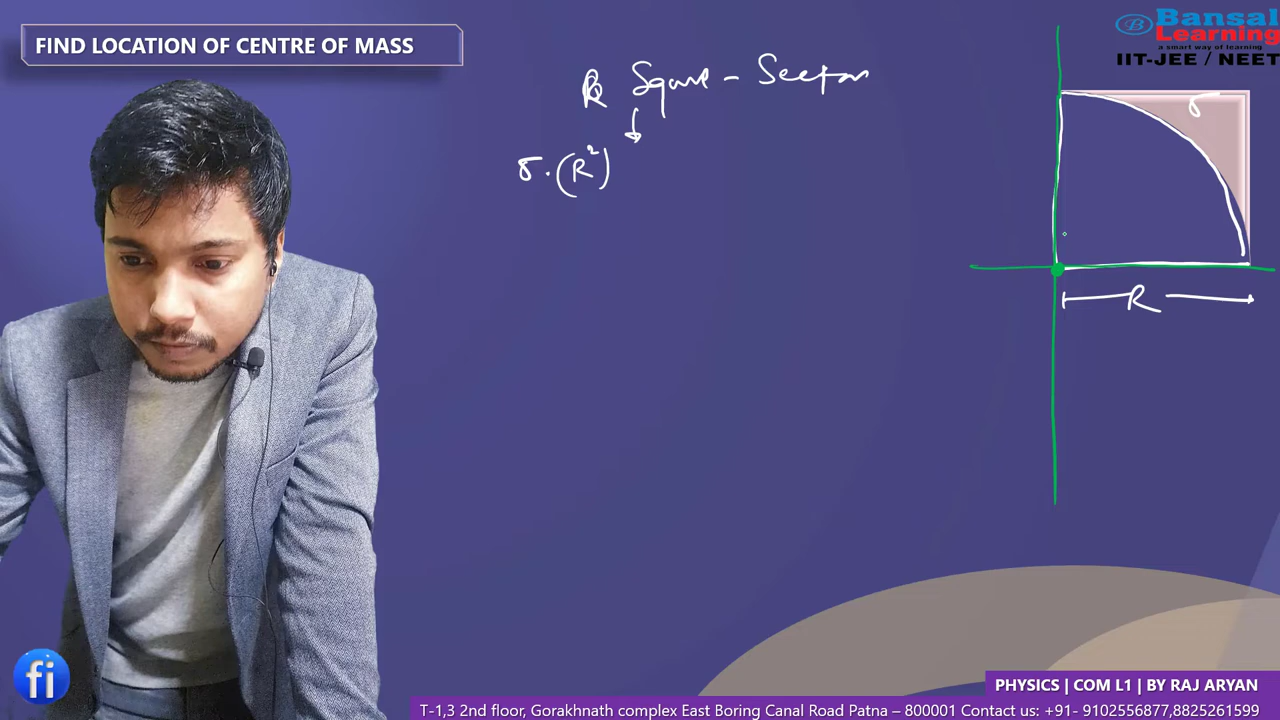 FIND LOCATION OF CENTRE OF MASS
Bansal
Learning
a smart way of learning
IIT-JEE / NEET
Square - Sector
σ
σ.(R²)
R
fi
PHYSICS | COM L1 | BY RAJ ARYAN
T-1,3 2nd floor, Gorakhnath complex East Boring Canal Road Patna – 800001 Contact us: +91- 9102556877,8825261599